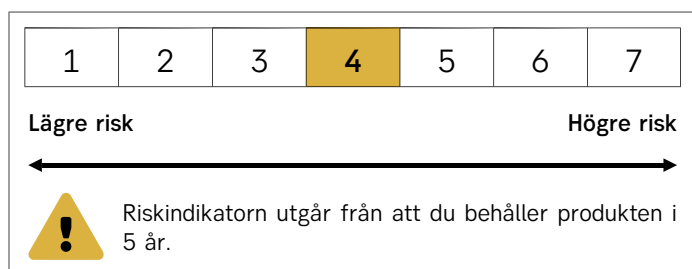 1 2 3 4 5 6 7
Lägre risk Högre risk
! Riskindikatorn utgår från att du behåller produkten i
5 år.